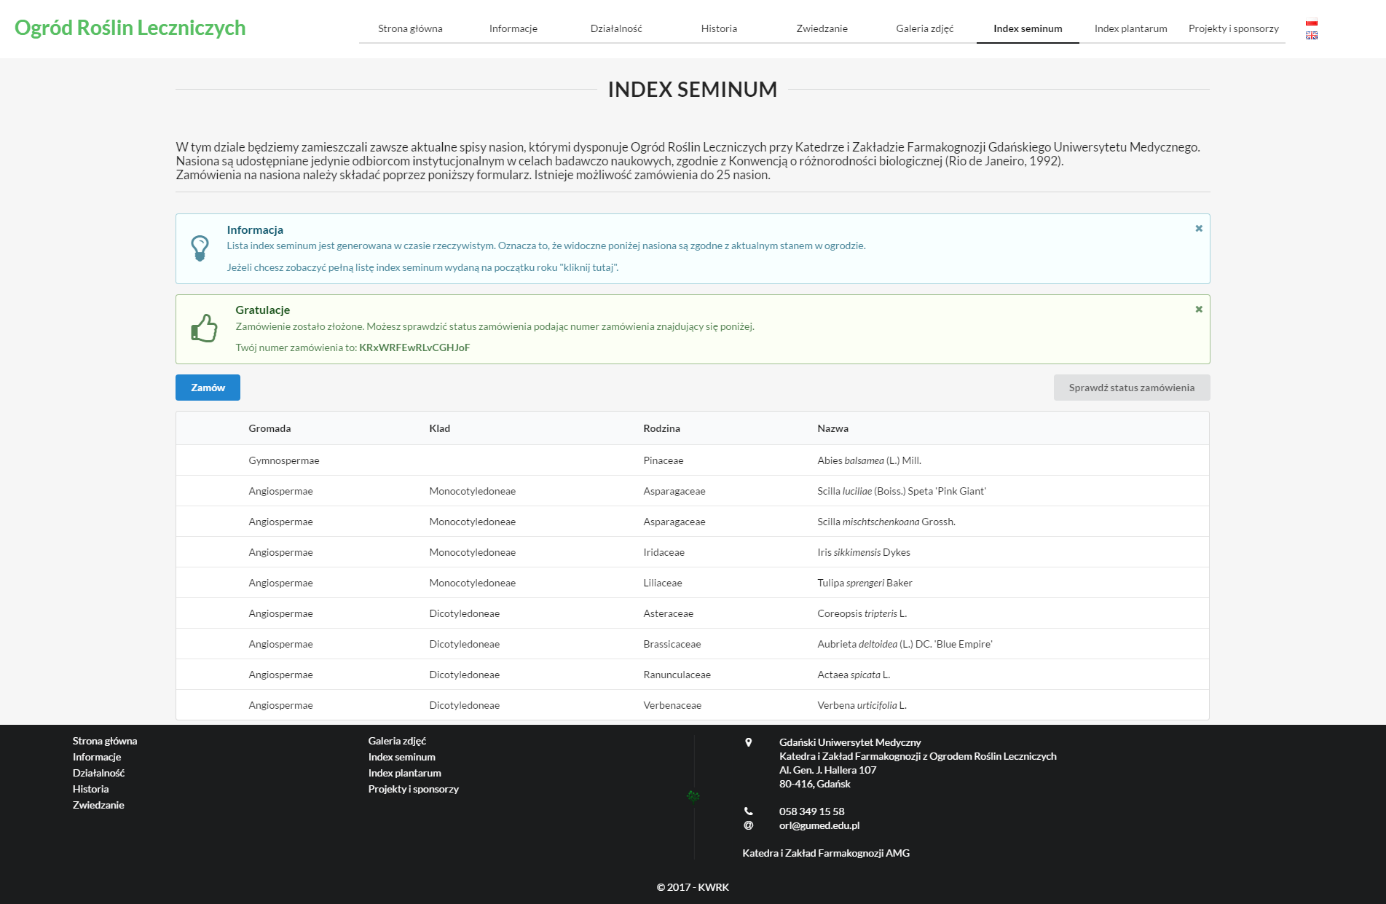 Ogród Roślin Leczniczych
Strona główna Informacje Działalność Historia Zwiedzanie Galeria zdjęć Index seminum Index plantarum Projekty i sponsorzy
INDEX SEMINUM
W tym dziale będziemy zamieszczali zawsze aktualne spisy nasion, którymi dysponuje Ogród Roślin Leczniczych przy Katedrze i Zakładzie Farmakognozji Gdańskiego Uniwersytetu Medycznego.
Nasiona są udostępniane jedynie odbiorcom instytucjonalnym w celach badawczo naukowych, zgodnie z Konwencją o różnorodności biologicznej (Rio de Janeiro, 1992).
Zamówienia na nasiona należy składać poprzez poniższy formularz. Istnieje możliwość zamówienia do 25 nasion.
Informacja
Lista index seminum jest generowana w czasie rzeczywistym. Oznacza to, że widoczne poniżej nasiona są zgodne z aktualnym stanem w ogrodzie.
Jeżeli chcesz zobaczyć pełną listę index seminum wydaną na początku roku "kliknij tutaj".
Gratulacje
Zamówienie zostało złożone. Możesz sprawdzić status zamówienia podając numer zamówienia znajdujący się poniżej.
Twój numer zamówienia to: KRxWRFEwRLvCGHJoF
Zamów Sprawdź status zamówienia
Gromada Klad Rodzina Nazwa
Gymnospermae Pinaceae Abies balsamea (L.) Mill.
Angiospermae Monocotyledoneae Asparagaceae Scilla luciliae (Boiss.) Speta 'Pink Giant'
Angiospermae Monocotyledoneae Asparagaceae Scilla mischtschenkoana Grossh.
Angiospermae Monocotyledoneae Iridaceae Iris sikkimensis Dykes
Angiospermae Monocotyledoneae Liliaceae Tulipa sprengeri Baker
Angiospermae Dicotyledoneae Asteraceae Coreopsis tripteris L.
Angiospermae Dicotyledoneae Brassicaceae Aubrieta deltoidea (L.) DC. 'Blue Empire'
Angiospermae Dicotyledoneae Ranunculaceae Actaea spicata L.
Angiospermae Dicotyledoneae Verbenaceae Verbena urticifolia L.
Strona główna
Informacje
Działalność
Historia
Zwiedzanie
Galeria zdjęć
Index seminum
Index plantarum
Projekty i sponsorzy
Gdański Uniwersytet Medyczny
Katedra i Zakład Farmakognozji z Ogrodem Roślin Leczniczych
Al. Gen. J. Hallera 107
80-416, Gdańsk
058 349 15 58
orl@gumed.edu.pl
Katedra i Zakład Farmakognozji AMG
© 2017 - KWRK